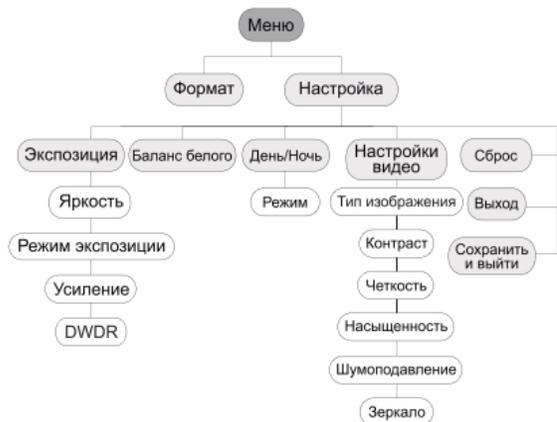 Меню
Формат
Настройка
Экспозиция
Баланс белого
День/Ночь
Настройки
видео
Сброс
Яркость
Режим
Тип изображения
Выход
Режим экспозиции
Контраст
Сохранить
и выйти
Усиление
Четкость
DWDR
Насыщенность
Шумоподавление
Зеркало